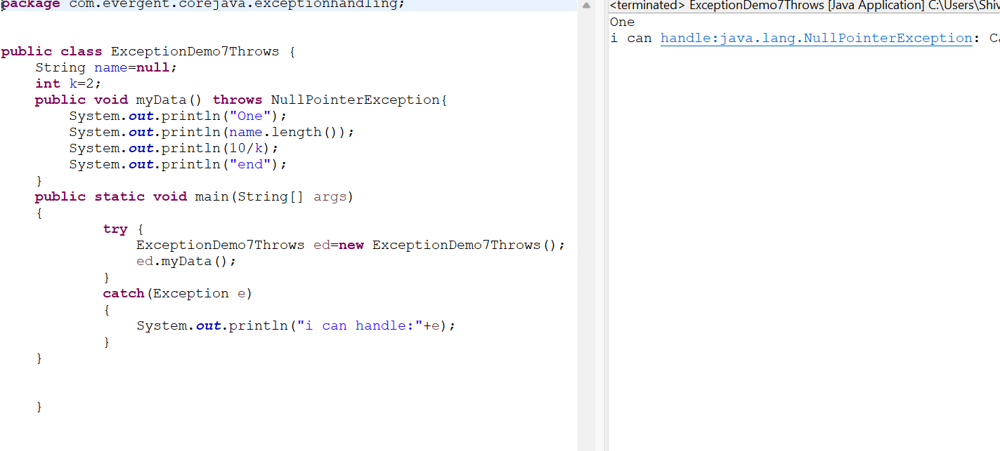 package com.evergent.corejava.exceptionhandling;
public class ExceptionDemo7Throws {
String name=null;
int k=2;
public void myData() throws NullPointerException{
System.out.println("One");
System.out.println(name.length());
System.out.println(10/k);
System.out.println("end");
}
public static void main(String[] args)
{
try {
ExceptionDemo7Throws ed=new ExceptionDemo7Throws();
ed.myData();
}
catch(Exception e)
{
System.out.println("i can handle:"+e);
}
}
}
<terminated> ExceptionDemo7Throws [Java Application] C:\Users\Shiv
One
i can handle:java.lang.NullPointerException: Ca